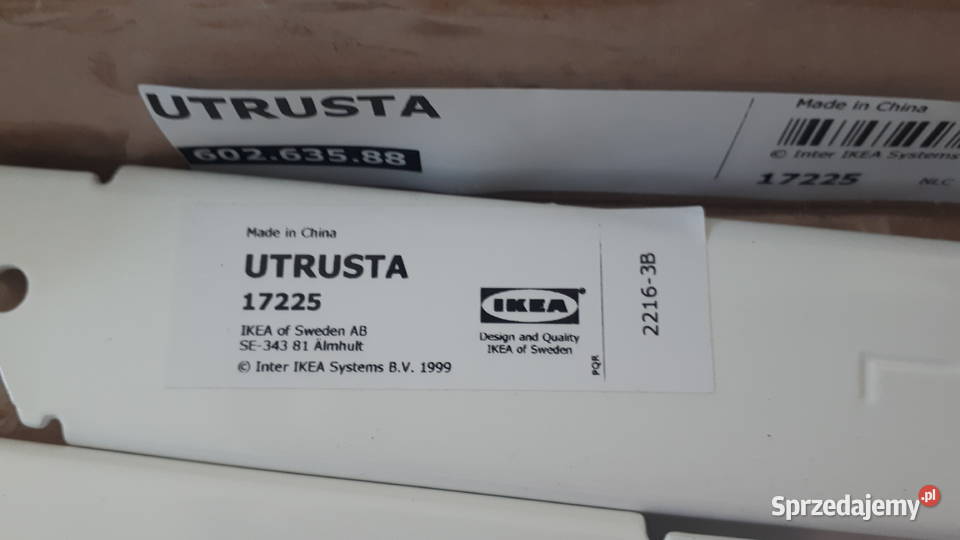 UTRUSTA
602.635.88
Made in China
© Inter IKEA Systems
17225
NLC
Made in China
UTRUSTA
17225
IKEA of Sweden AB
SE-343 81 Älmhult
© Inter IKEA Systems B.V. 1999
IKEA
Design and Quality
IKEA of Sweden
PQR
2216-3B
Sprzedajemy.pl